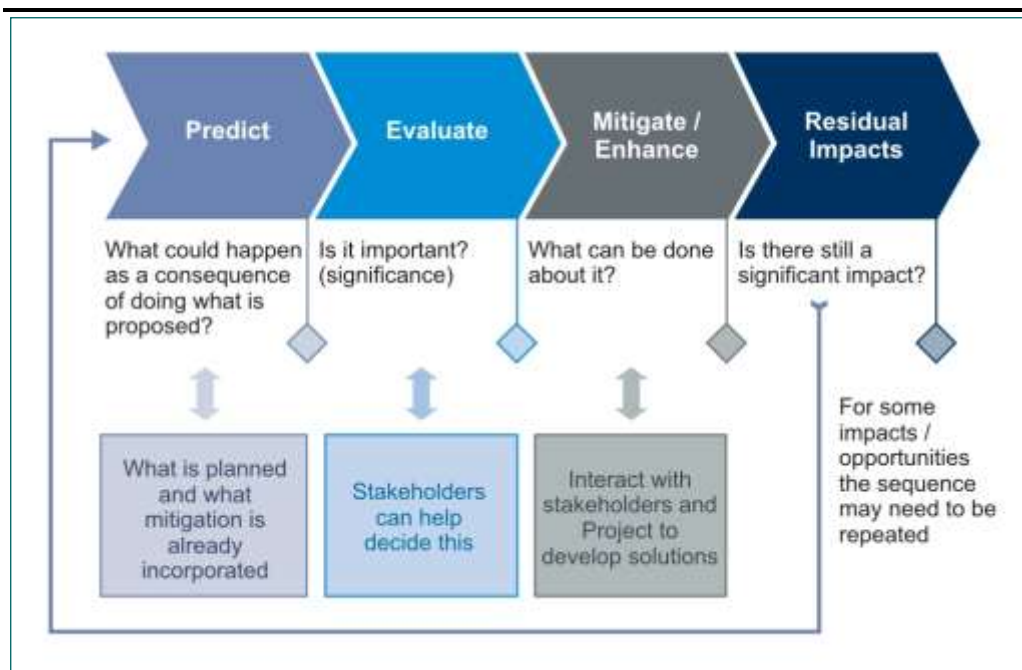 Predict
Evaluate
Mitigate /
Enhance
Residual
Impacts
What could happen
as a consequence
of doing what is
proposed?
Is it important?
(significance)
What can be done
about it?
Is there still a
significant impact?
What is planned
and what
mitigation is
already
incorporated
Stakeholders
can help
decide this
Interact with
stakeholders and
Project to
develop solutions
For some
impacts /
opportunities
the sequence
may need to be
repeated